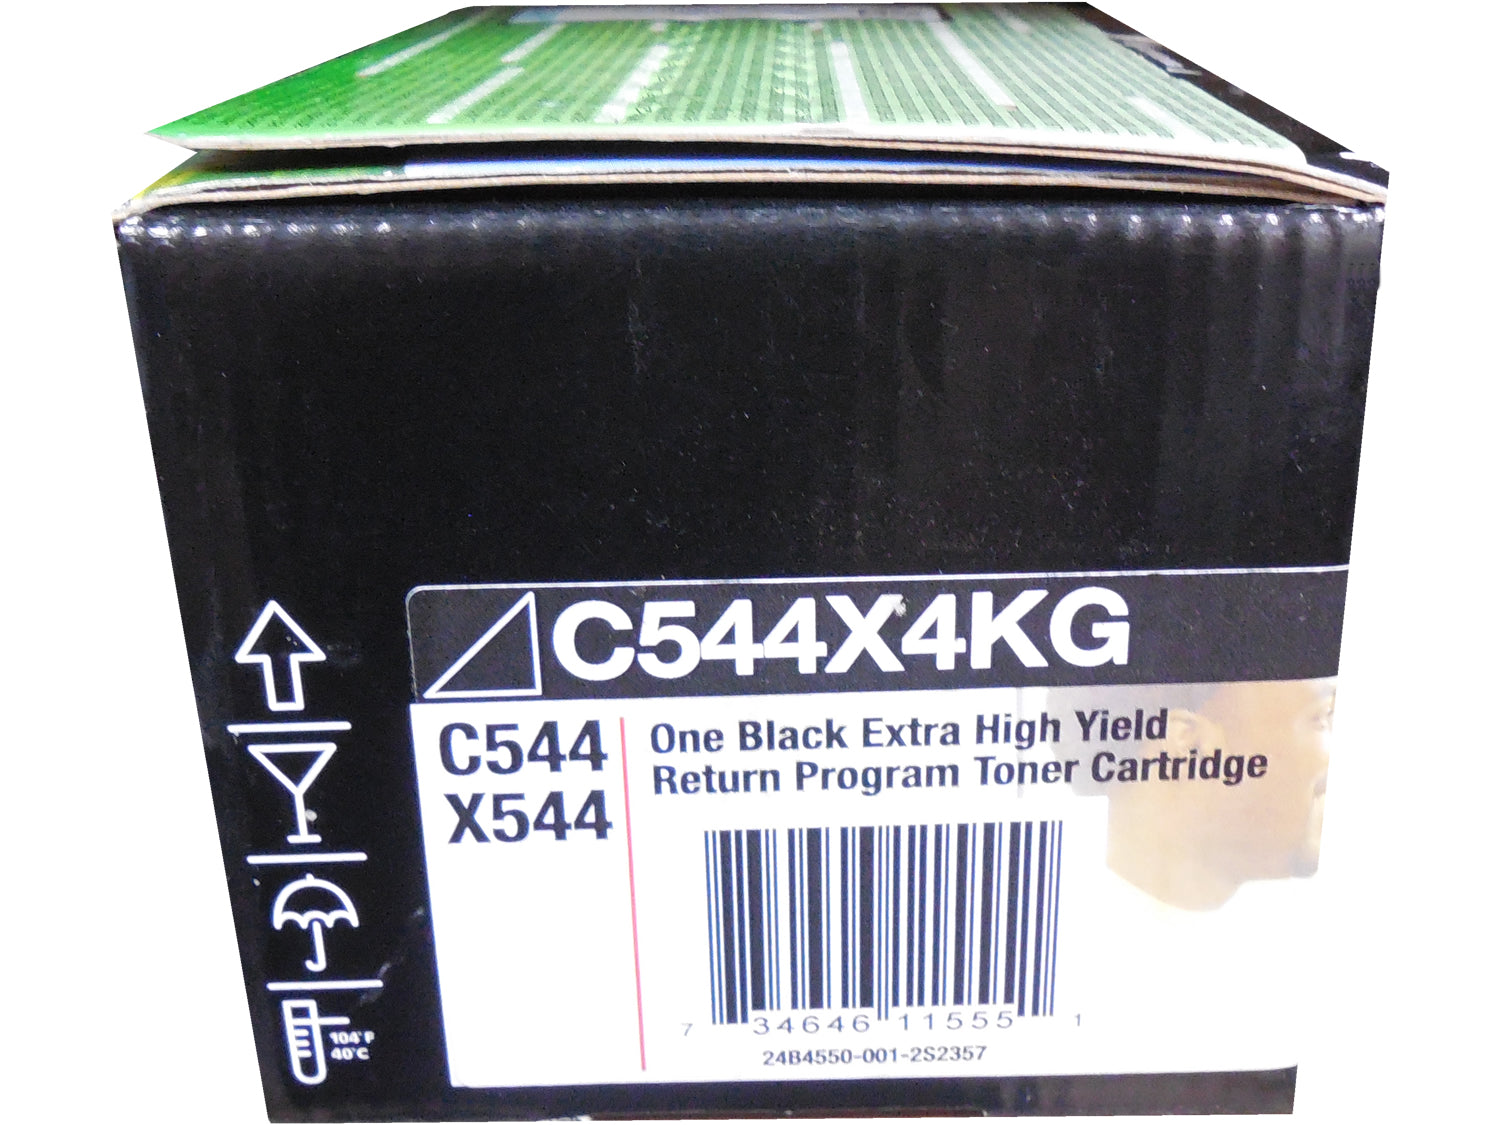 C544X4KG
C544
X544
One Black Extra High Yield
Return Program Toner Cartridge
7 34646 11555 1
24B4550-001-2S2357
104°F
40°C